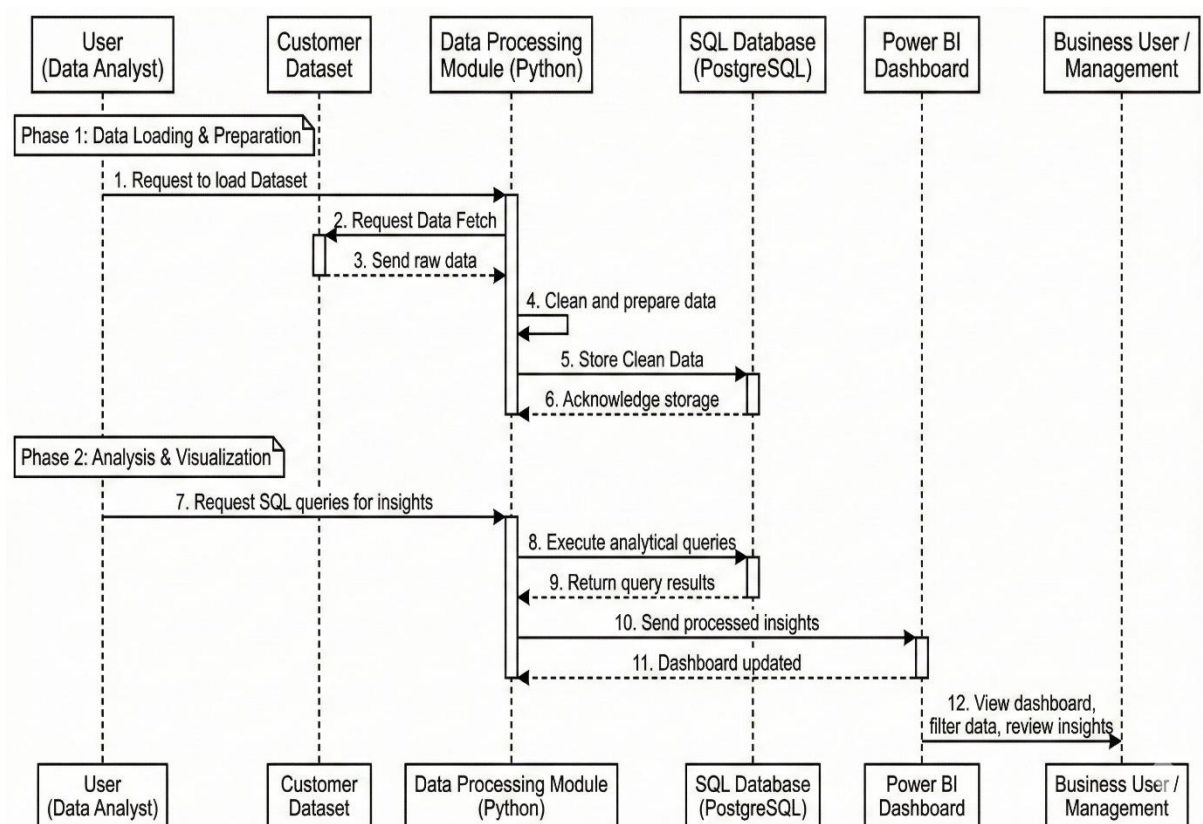 User
(Data Analyst)
Customer
Dataset
Data Processing
Module (Python)
SQL Database
(PostgreSQL)
Power BI
Dashboard
Business User /
Management
Phase 1: Data Loading & Preparation
1. Request to load Dataset
2. Request Data Fetch
3. Send raw data
4. Clean and prepare data
5. Store Clean Data
6. Acknowledge storage
Phase 2: Analysis & Visualization
7. Request SQL queries for insights
8. Execute analytical queries
9. Return query results
10. Send processed insights
11. Dashboard updated
12. View dashboard,
filter data, review insights
User
(Data Analyst)
Customer
Dataset
Data Processing Module
(Python)
SQL Database
(PostgreSQL)
Power BI
Dashboard
Business User /
Management